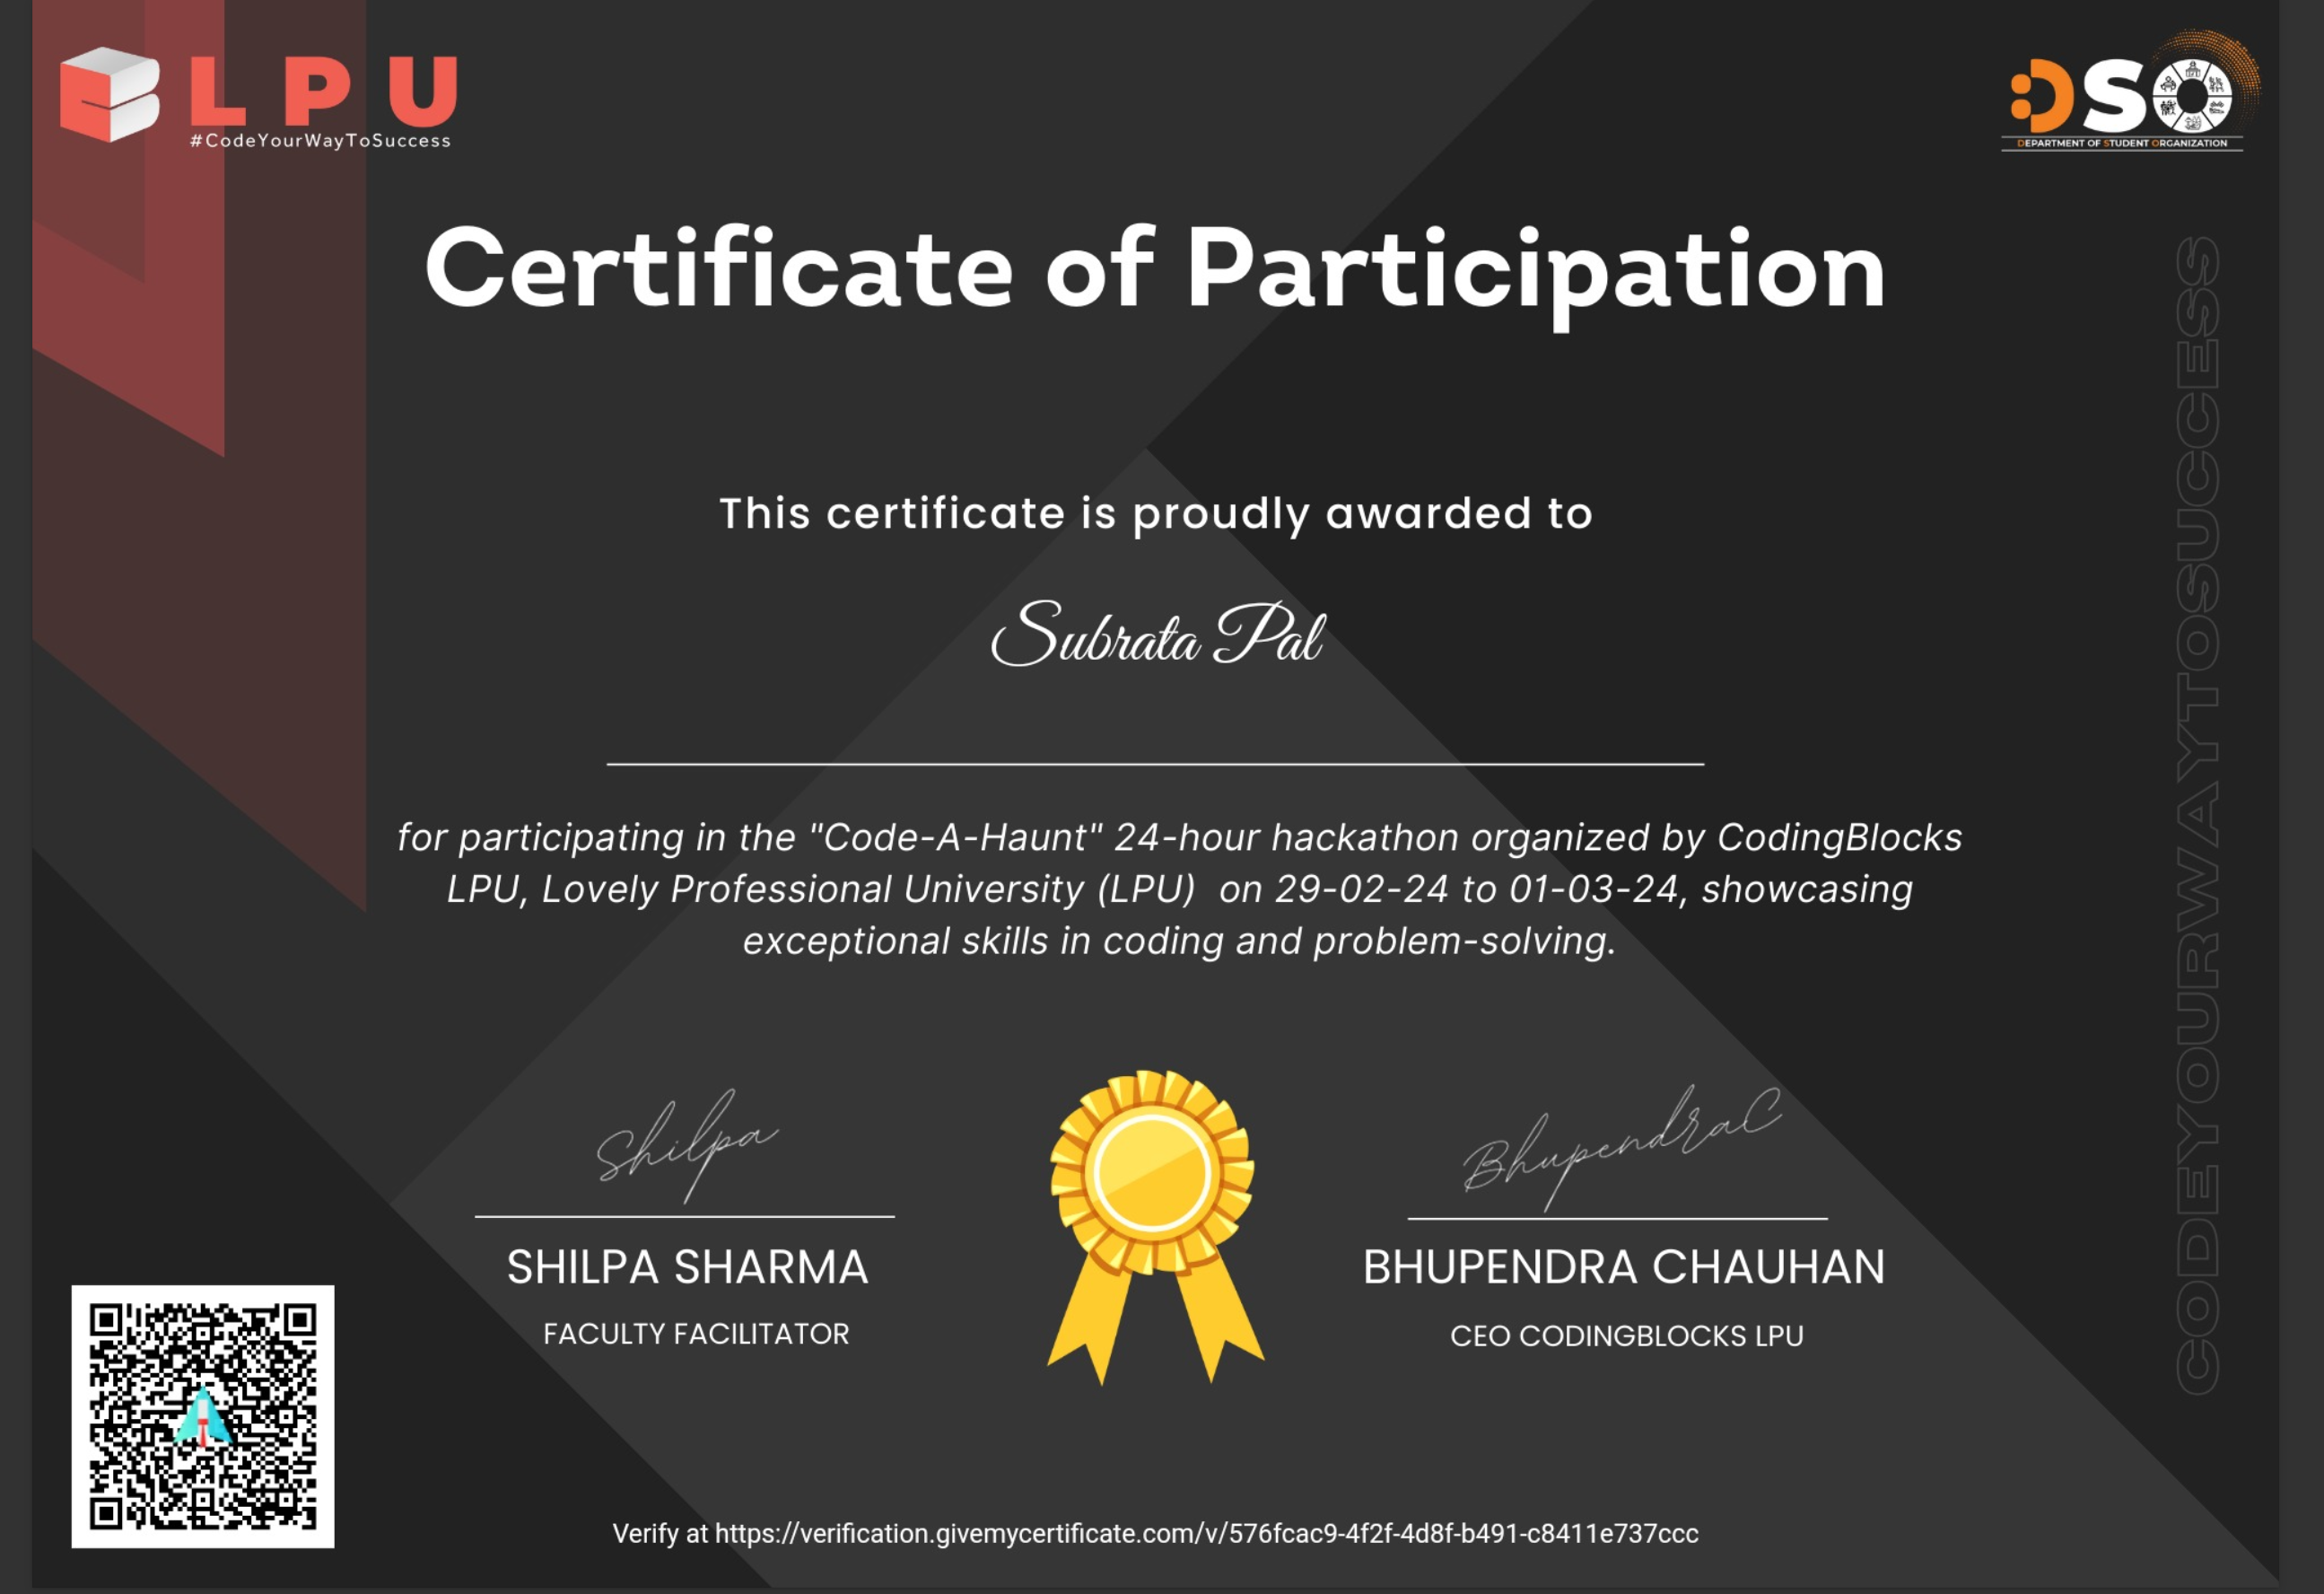 LPU
#CodeYourWayToSuccess
DSO
DEPARTMENT OF STUDENT ORGANIZATION
Certificate of Participation
This certificate is proudly awarded to
Subrata Pal
for participating in the "Code-A-Haunt" 24-hour hackathon organized by CodingBlocks
LPU, Lovely Professional University (LPU) on 29-02-24 to 01-03-24, showcasing
exceptional skills in coding and problem-solving.
Shilpa
SHILPA SHARMA
FACULTY FACILITATOR
BhupendraC
BHUPENDRA CHAUHAN
CEO CODINGBLOCKS LPU
CODEYOURWAYTOSUCCESS
Verify at https://verification.givemycertificate.com/v/576fcac9-4f2f-4d8f-b491-c8411e737ccc